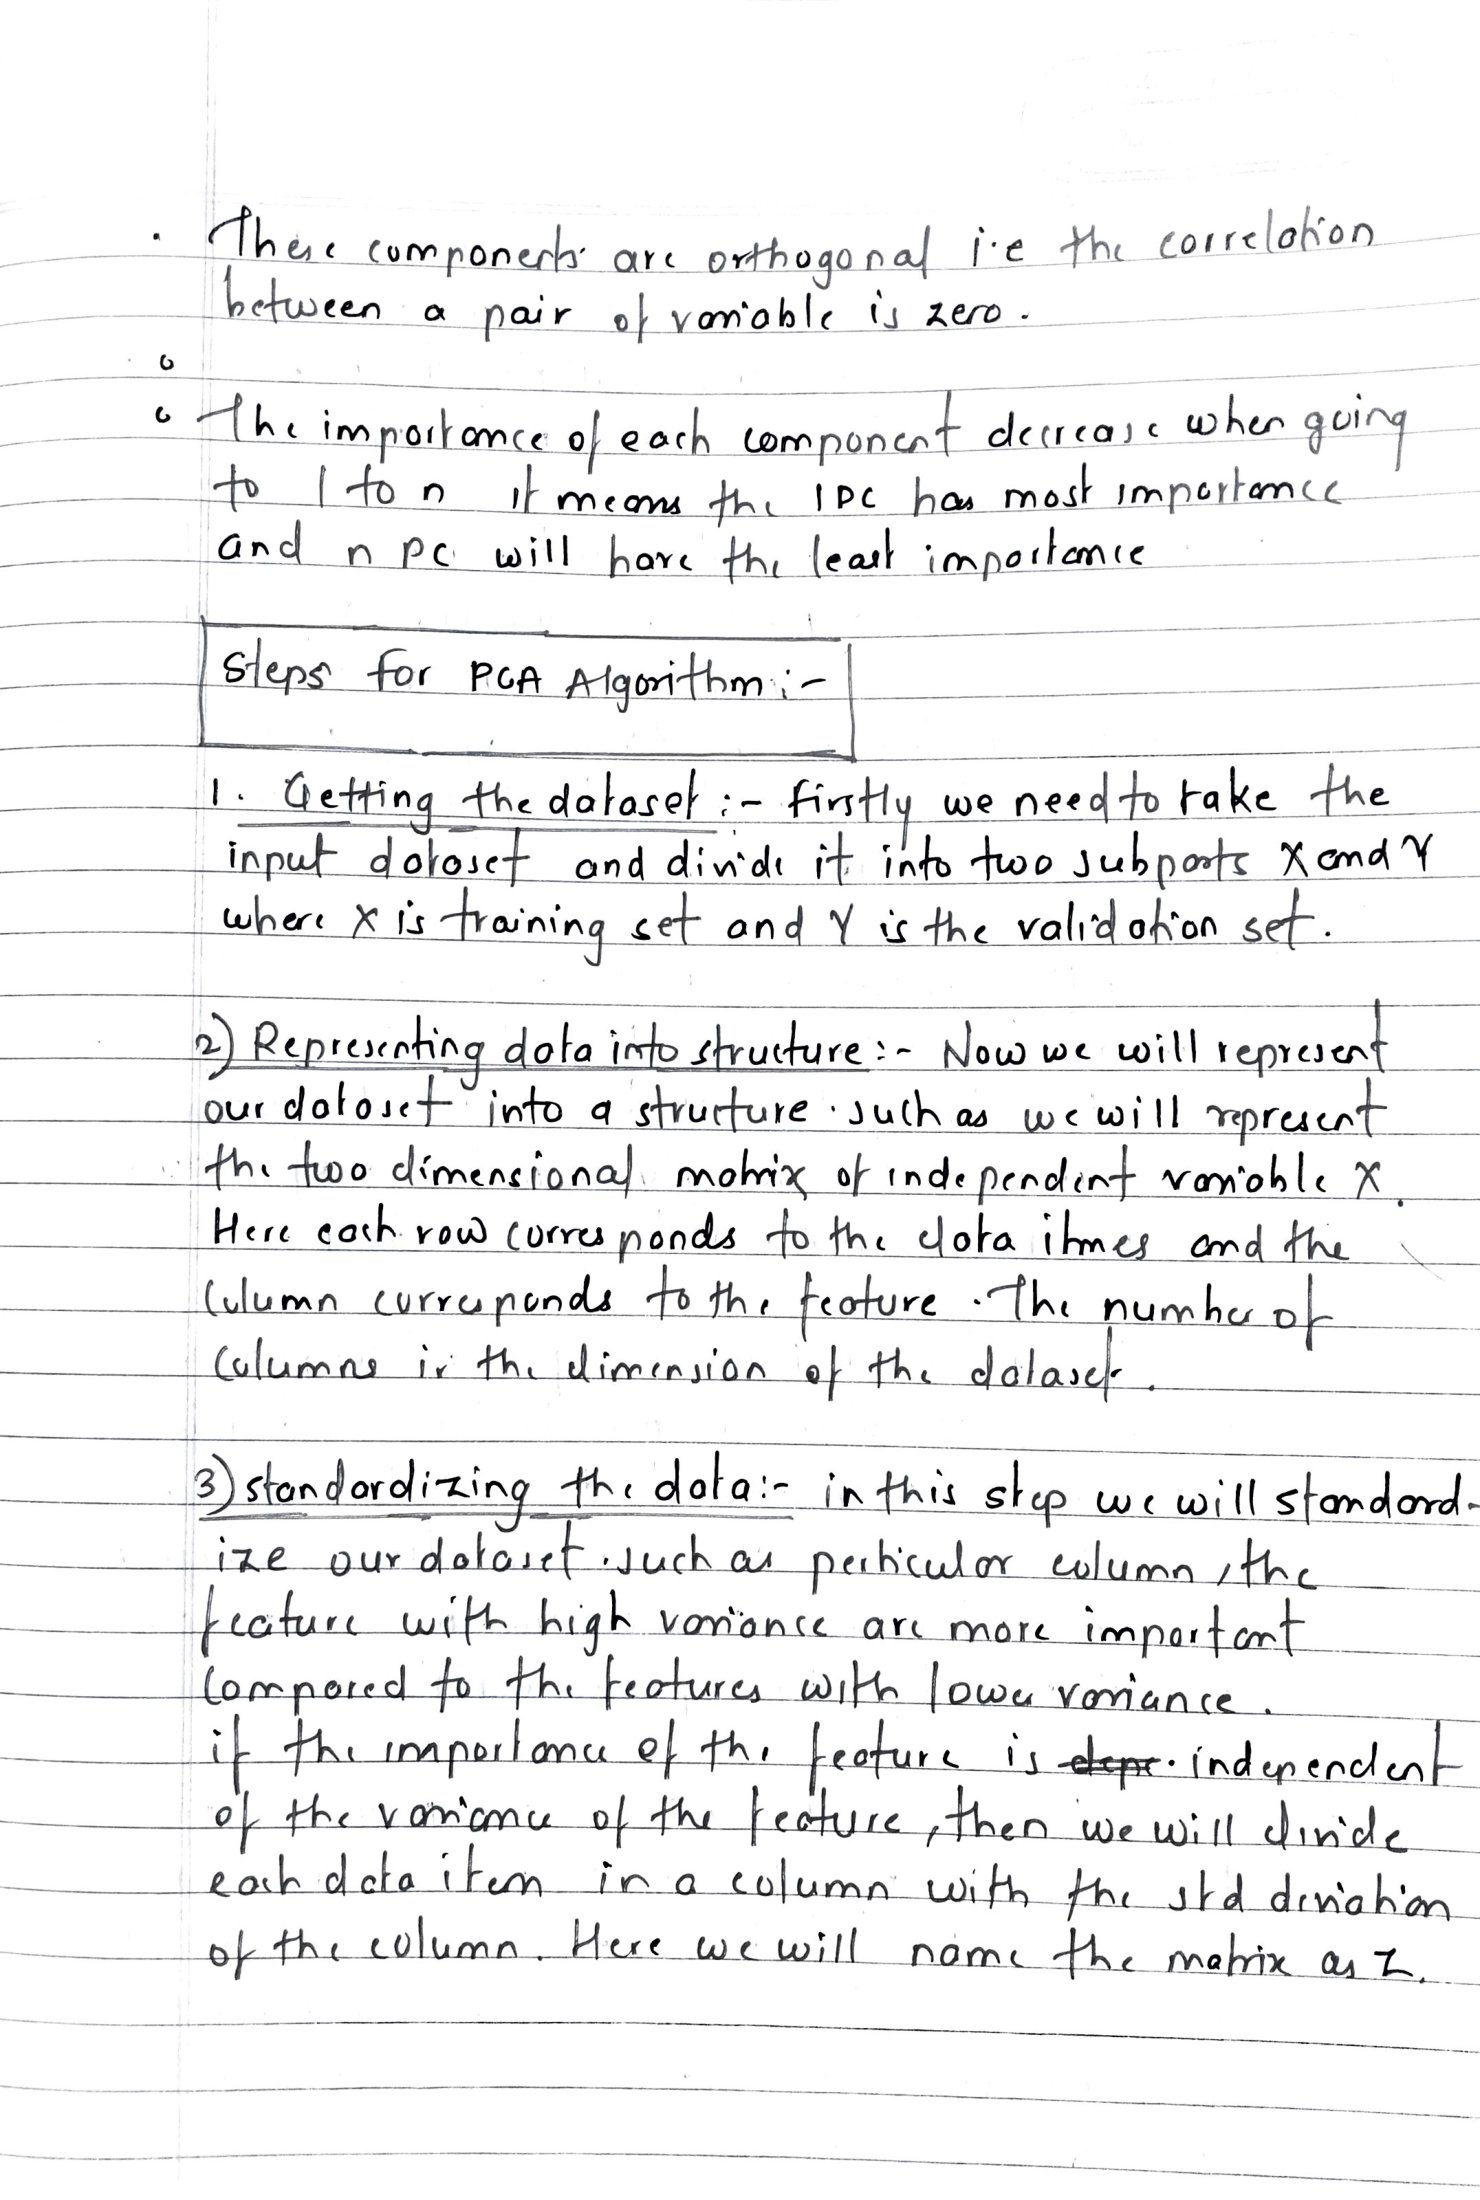 • These components are orthogonal i.e the correlation
between a pair of variable is zero.
• The importance of each component decrease when going
to 1 to n it means the 1 PC has most importance
and n PC will have the least importance
Steps for PCA Algorithm :-
1. Getting the dataset :- firstly we need to take the
input dataset and divide it into two subparts X and Y
where X is training set and Y is the validation set.
2) Representing data into structure :- Now we will represent
our dataset into a structure. such as we will represent
the two dimensional matrix of independent variable X.
Here each row corresponds to the data itmes and the
column corresponds to the feature. The number of
columns is the dimension of the dataset.
3) standardizing the data:- in this step we will standard-
ize our dataset. such as perticular column, the
feature with high variance are more important
compared to the features with lower variance.
if the importance of the feature is depe. independent
of the variance of the feature, then we will divide
each data item in a column with the std deviation
of the column. Here we will name the matrix as Z.